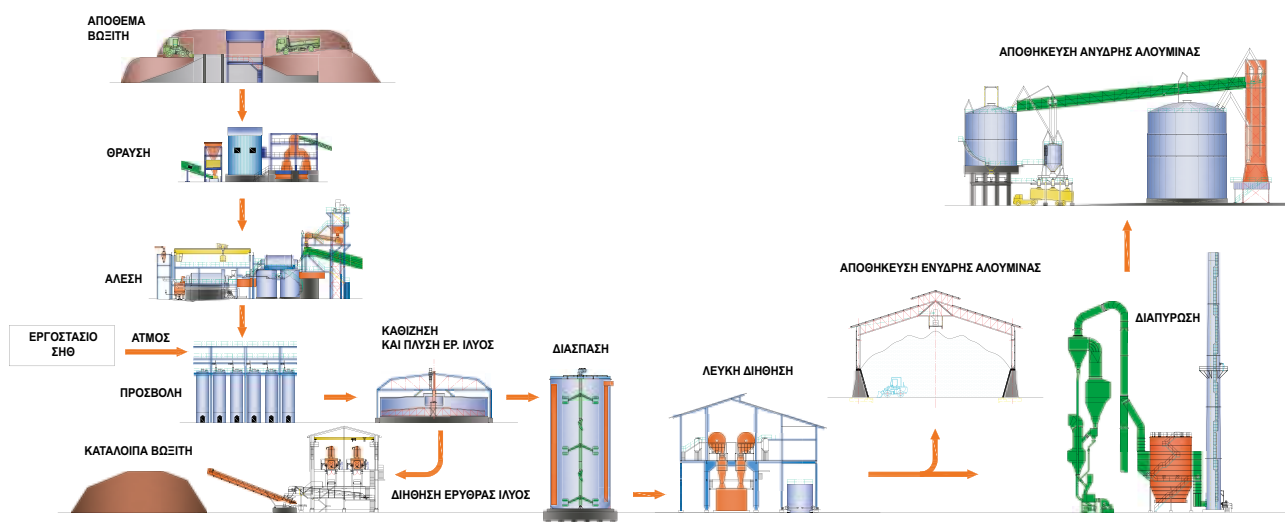 ΑΠΟΘΕΜΑ
ΒΩΞΙΤΗ
ΘΡΑΥΣΗ
ΑΛΕΣΗ
ΕΡΓΟΣΤΑΣΙΟ
ΣΗΘ
ΑΤΜΟΣ
ΠΡΟΣΒΟΛΗ
ΚΑΘΙΖΗΣΗ
ΚΑΙ ΠΛΥΣΗ ΕΡ. ΙΛΥΟΣ
ΚΑΤΑΛΟΙΠΑ ΒΩΞΙΤΗ
ΔΙΗΘΗΣΗ ΕΡΥΘΡΑΣ ΙΛΥΟΣ
ΔΙΑΣΠΑΣΗ
ΛΕΥΚΗ ΔΙΗΘΗΣΗ
ΑΠΟΘΗΚΕΥΣΗ ΕΝΥΔΡΗΣ ΑΛΟΥΜΙΝΑΣ
ΔΙΑΠΥΡΩΣΗ
ΑΠΟΘΗΚΕΥΣΗ ΑΝΥΔΡΗΣ ΑΛΟΥΜΙΝΑΣ